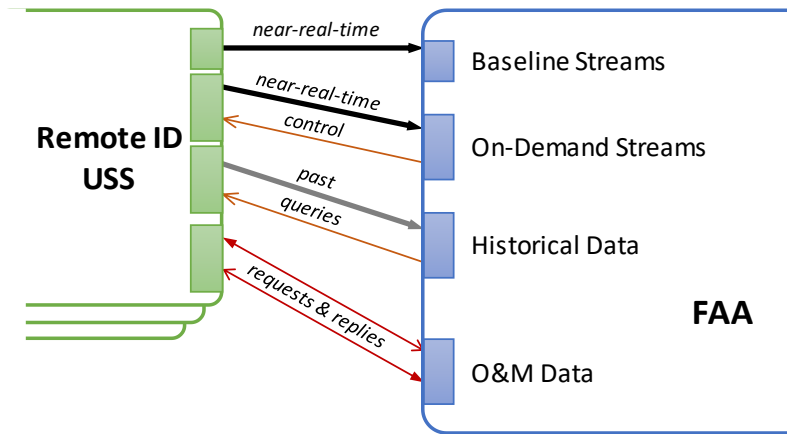 near-real-time
Baseline Streams
near-real-time
control
On-Demand Streams
Remote ID
USS
past
queries
Historical Data
requests & replies
FAA
O&M Data